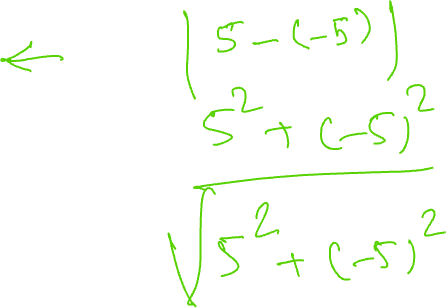 ← |5-(-5)|
5² + (-5)²
√5² + (-5)²